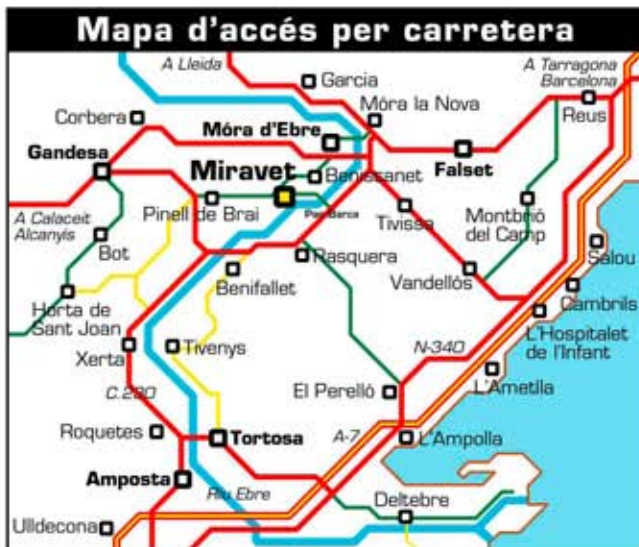 Mapa d'accés per carretera
A Lleida
Garcia
A Tarragona
Barcelona
Corbera
Móra la Nova
Reus
Móra d'Ebre
Gandesa
Miravet
Benissanet
Falset
A Calaceit
Alcanyís
Pinell de Brai
Pas Barca
Tivissa
Montbrió
del Camp
Bot
Rasquera
Salou
Vandellós
Benifallet
Horta de
Sant Joan
Cambrils
L'Hospitalet
de l'Infant
Xerta
Tivenys
N-340
L'Ametlla
C.230
El Perelló
Roquetes
Tortosa
A-7
L'Ampolla
Amposta
Riu Ebre
Deltebre
Ulldecona